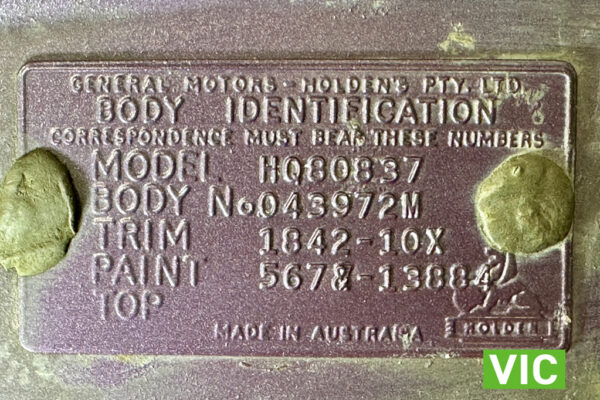 GENERAL MOTORS - HOLDEN'S PTY. LTD.
BODY IDENTIFICATION
CORRESPONDENCE MUST BEAR THESE NUMBERS
MODEL HQ80837
BODY No. 043972M
TRIM 1842-10X
PAINT 567&-13884
TOP
MADE IN AUSTRALIA
HOLDEN
VIC